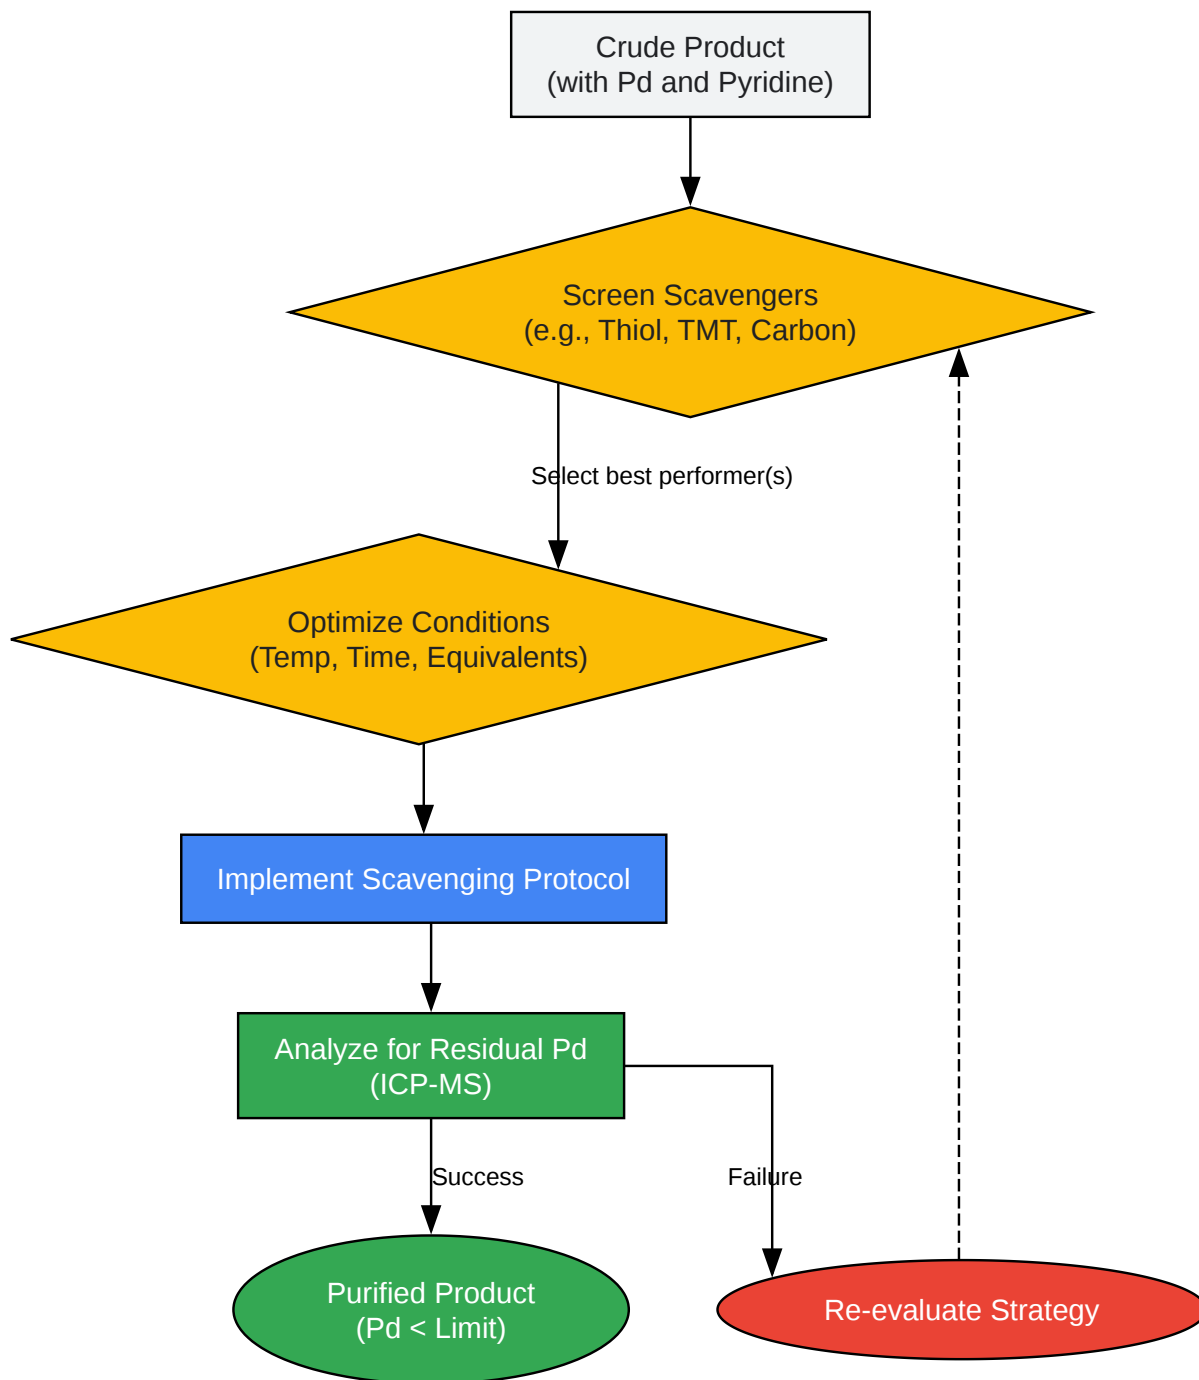 Crude Product
(with Pd and Pyridine)
Screen Scavengers
(e.g., Thiol, TMT, Carbon)
Select best performer(s)
Optimize Conditions
(Temp, Time, Equivalents)
Implement Scavenging Protocol
Analyze for Residual Pd
(ICP-MS)
Success
Failure
Purified Product
(Pd < Limit)
Re-evaluate Strategy